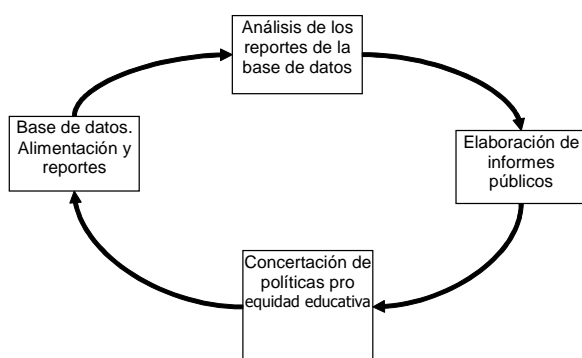 Análisis de los
reportes de la
base de datos
Base de datos.
Alimentación y
reportes
Elaboración de
informes
públicos
Concertación de
políticas pro
equidad educativa